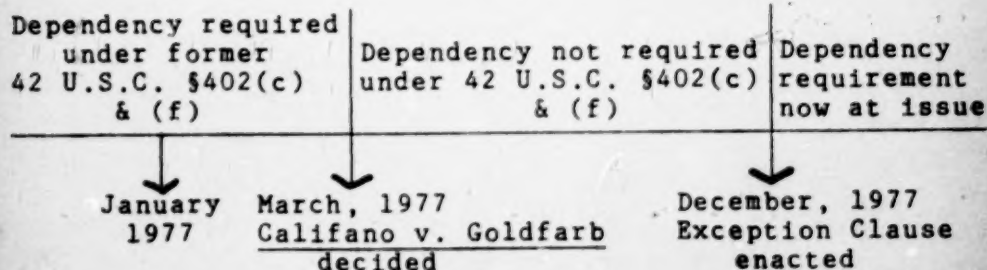 Dependency required
under former
42 U.S.C. §402(c)
& (f)
Dependency not required
under 42 U.S.C. §402(c)
& (f)
Dependency
requirement
now at issue
January
1977
March, 1977
Califano v. Goldfarb
decided
December, 1977
Exception Clause
enacted